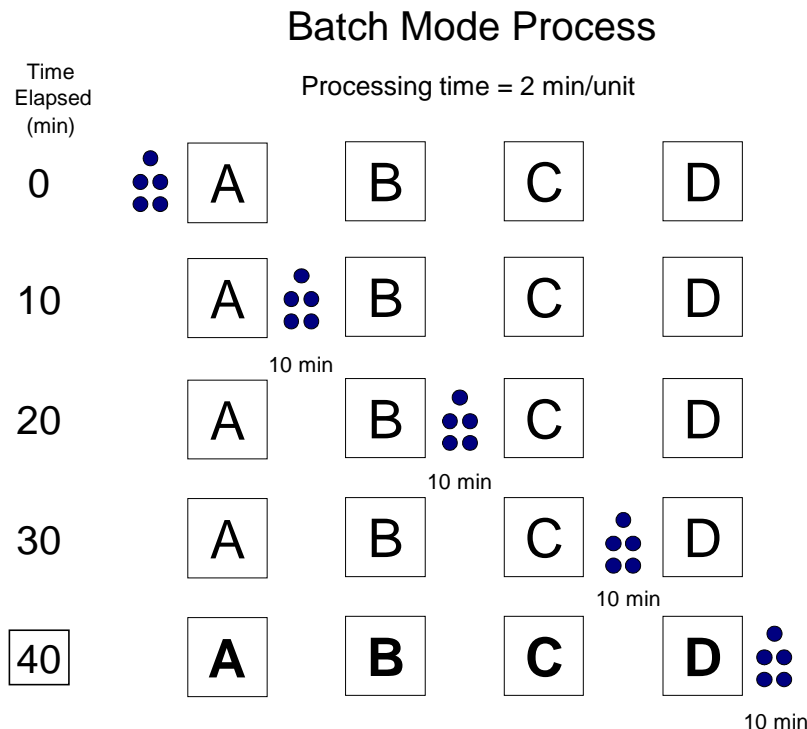 Batch Mode Process
Time
Elapsed
(min)
Processing time = 2 min/unit
0 A B C D
10 A B C D
10 min
20 A B C D
10 min
30 A B C D
10 min
40 A B C D
10 min